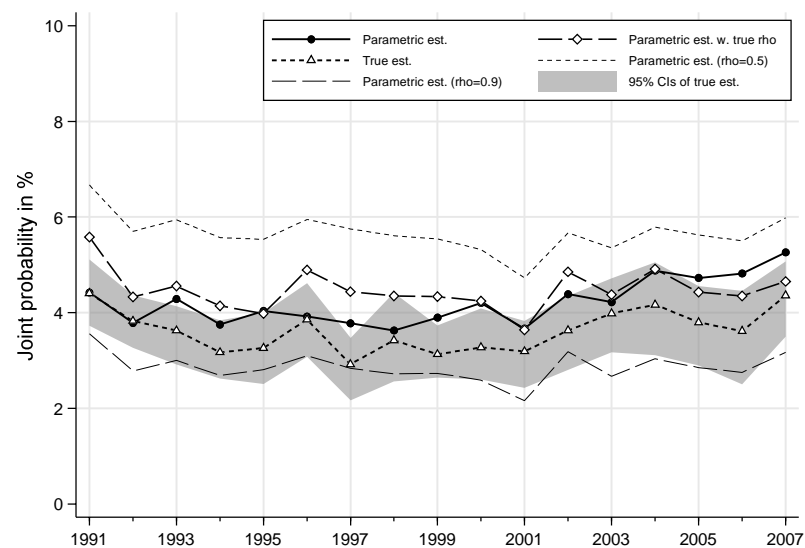 Parametric est.
Parametric est. w. true rho
True est.
Parametric est. (rho=0.5)
Parametric est. (rho=0.9)
95% CIs of true est.
Joint probability in %
10
8
6
4
2
0
1991 1993 1995 1997 1999 2001 2003 2005 2007